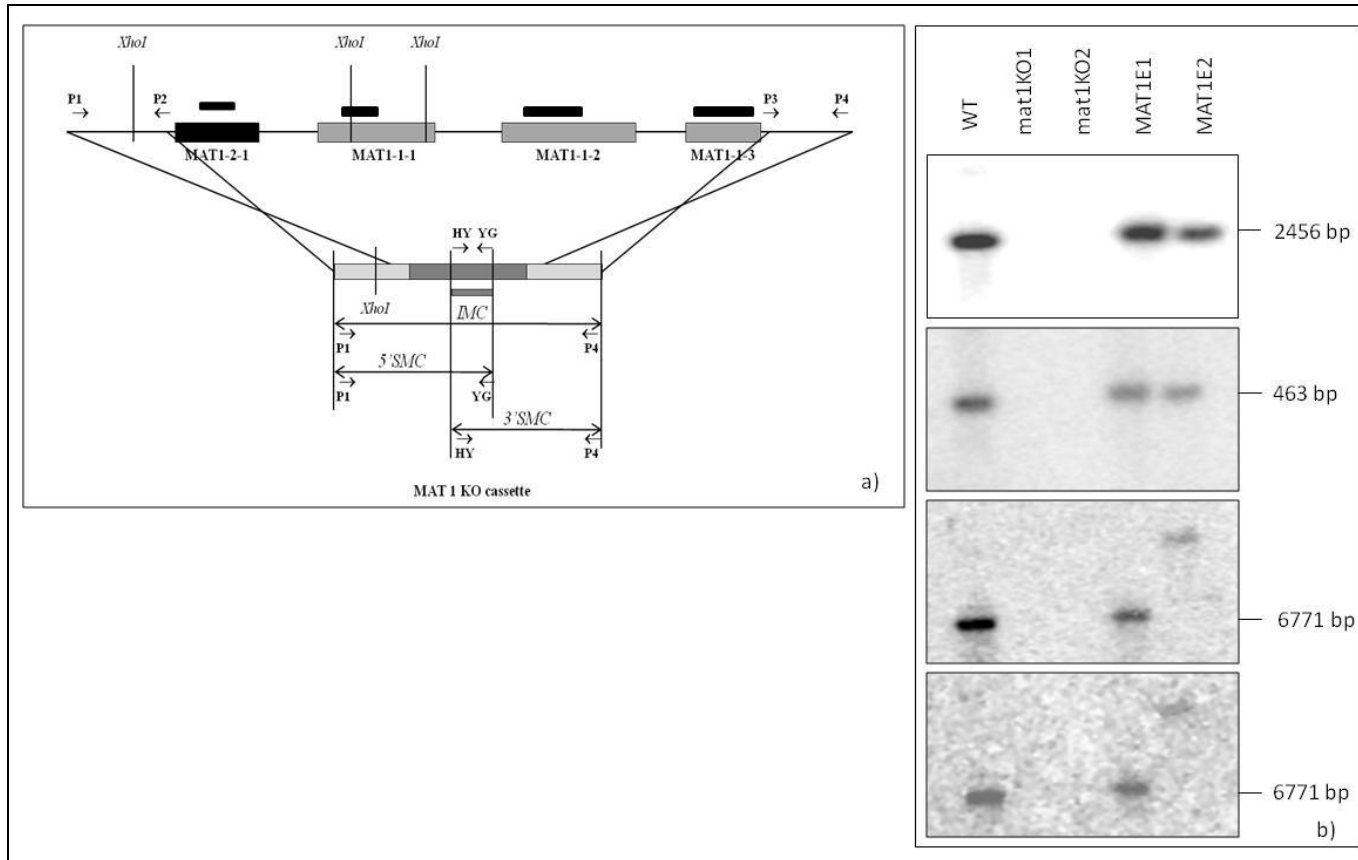 XhoI XhoI XhoI
P1 P2 P3 P4
MAT1-2-1 MAT1-1-1 MAT1-1-2 MAT1-1-3
HY YG
XhoI IMC
P1 P4
5'SMC
P1 YG
3'SMC
HY P4
MAT 1 KO cassette
a)
WT mat1KO1 mat1KO2 MAT1E1 MAT1E2
2456 bp
463 bp
6771 bp
6771 bp
b)